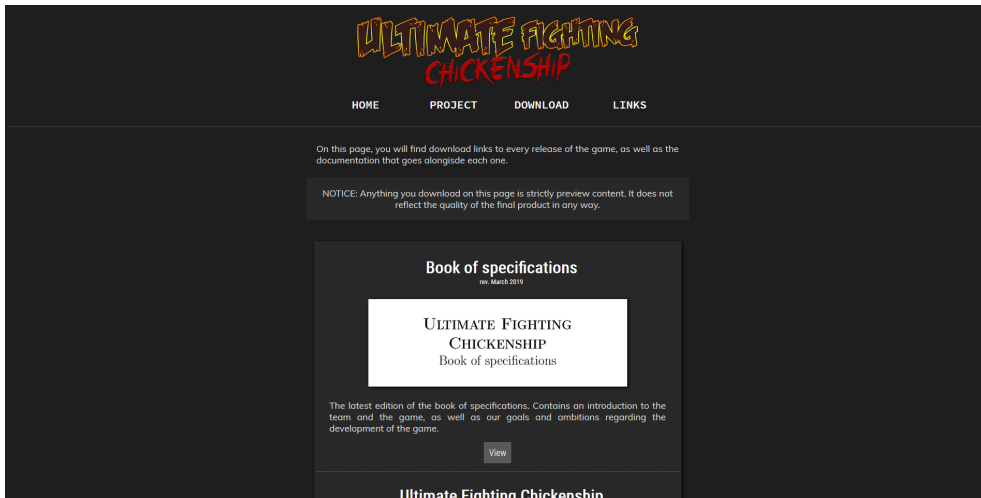 ULTIMATE FIGHTING
CHICKENSHIP
HOME PROJECT DOWNLOAD LINKS
On this page, you will find download links to every release of the game, as well as the
documentation that goes alongisde each one.
NOTICE: Anything you download on this page is strictly preview content. It does not
reflect the quality of the final product in any way.
Book of specifications
rev. March 2019
ULTIMATE FIGHTING
CHICKENSHIP
Book of specifications
The latest edition of the book of specifications. Contains an introduction to the
team and the game, as well as our goals and ambitions regarding the
development of the game.
View
Ultimate Fighting Chickenship